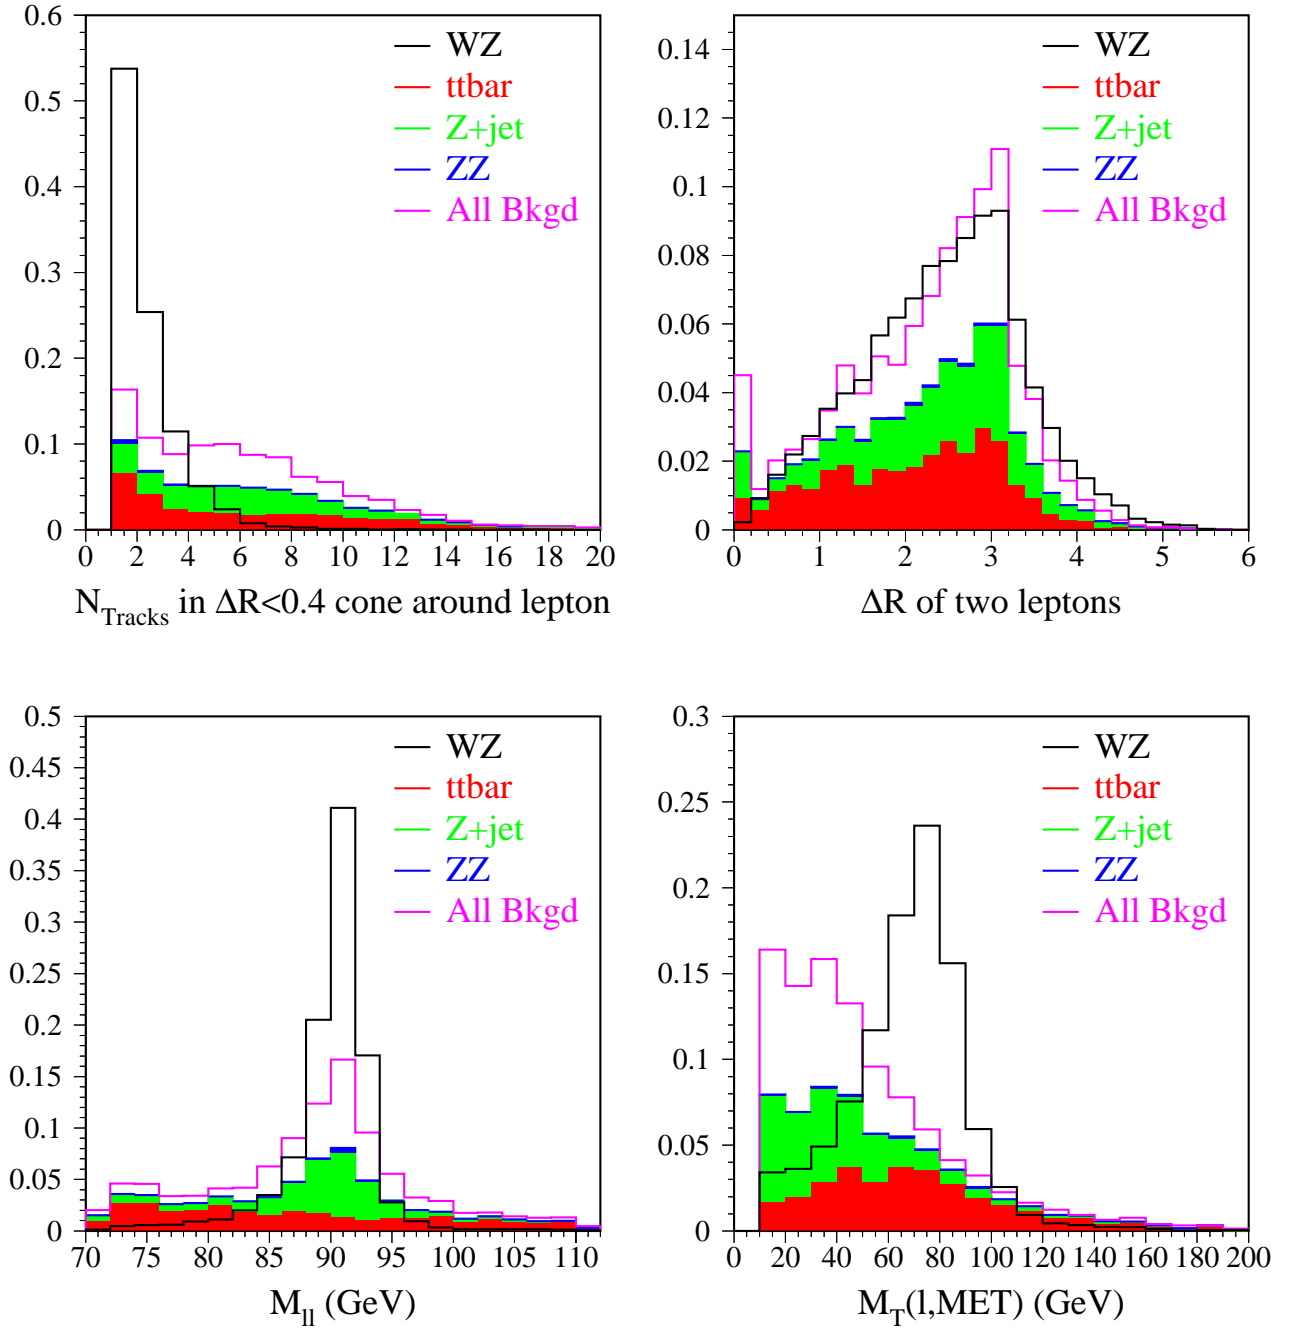 0.6
0.5
0.4
0.3
0.2
0.1
0
0 2 4 6 8 10 12 14 16 18 20
WZ
ttbar
Z+jet
ZZ
All Bkgd
N_Tracks in ΔR<0.4 cone around lepton
0.14
0.12
0.1
0.08
0.06
0.04
0.02
0
0 1 2 3 4 5 6
WZ
ttbar
Z+jet
ZZ
All Bkgd
ΔR of two leptons
0.5
0.45
0.4
0.35
0.3
0.25
0.2
0.15
0.1
0.05
0
70 75 80 85 90 95 100 105 110
WZ
ttbar
Z+jet
ZZ
All Bkgd
M_ll (GeV)
0.3
0.25
0.2
0.15
0.1
0.05
0
0 20 40 60 80 100 120 140 160 180 200
WZ
ttbar
Z+jet
ZZ
All Bkgd
M_T(l,MET) (GeV)